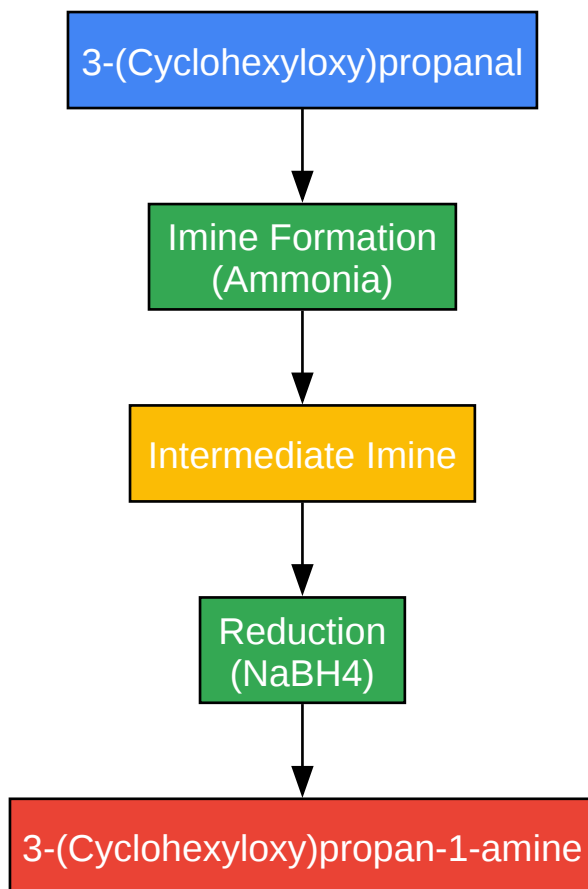 3-(Cyclohexyloxy)propanal
Imine Formation
(Ammonia)
Intermediate Imine
Reduction
(NaBH4)
3-(Cyclohexyloxy)propan-1-amine